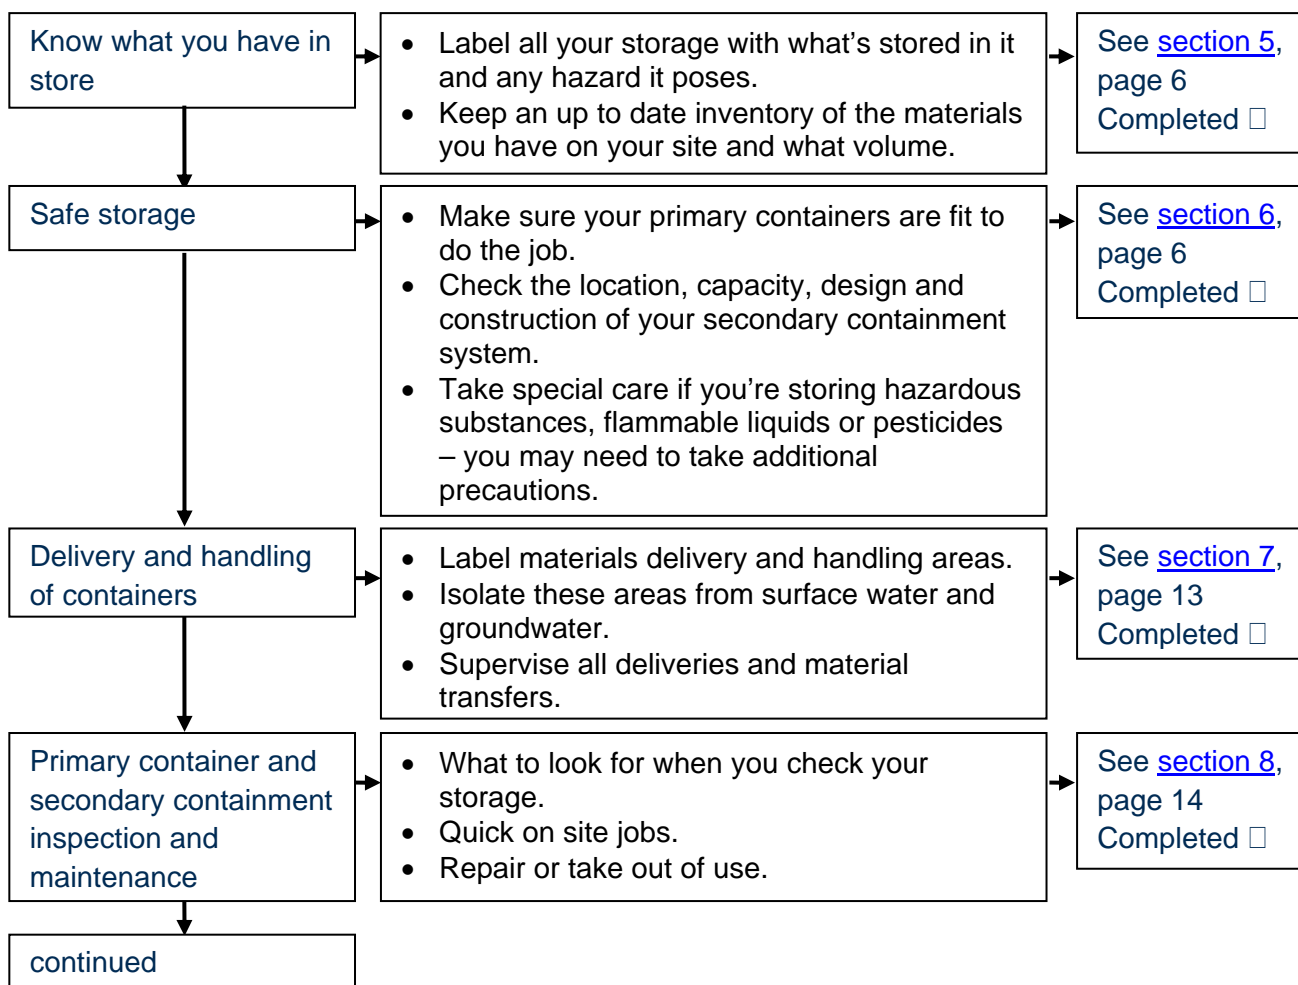 Know what you have in
store
• Label all your storage with what’s stored in it
and any hazard it poses.
• Keep an up to date inventory of the materials
you have on your site and what volume.
See section 5,
page 6
Completed □
Safe storage
• Make sure your primary containers are fit to
do the job.
• Check the location, capacity, design and
construction of your secondary containment
system.
• Take special care if you’re storing hazardous
substances, flammable liquids or pesticides
– you may need to take additional
precautions.
See section 6,
page 6
Completed □
Delivery and handling
of containers
• Label materials delivery and handling areas.
• Isolate these areas from surface water and
groundwater.
• Supervise all deliveries and material
transfers.
See section 7,
page 13
Completed □
Primary container and
secondary containment
inspection and
maintenance
• What to look for when you check your
storage.
• Quick on site jobs.
• Repair or take out of use.
See section 8,
page 14
Completed □
continued